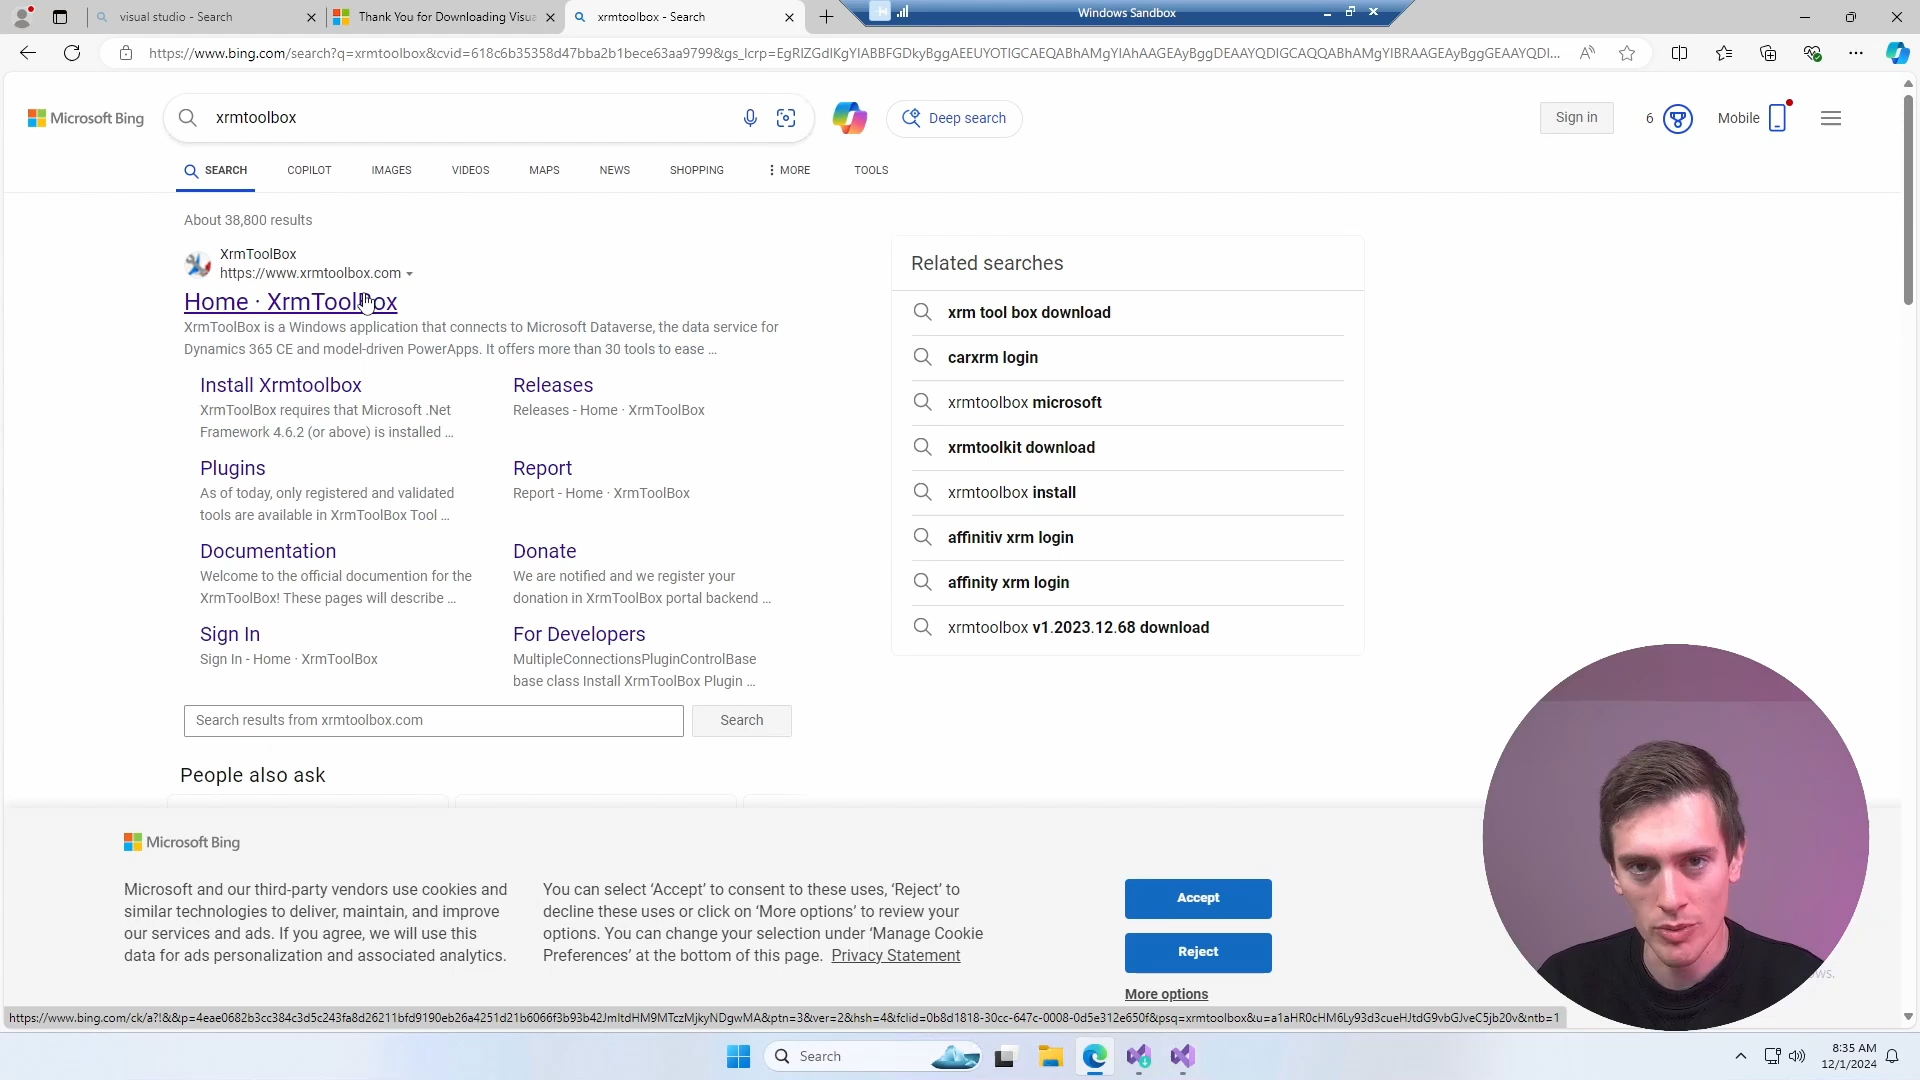 visual studio - Search
Thank You for Downloading Visua
xrmtoolbox - Search
Windows Sandbox
https://www.bing.com/search?q=xrmtoolbox&cvid=618c6b35358d47bba2b1bece63aa9799&gs_lcrp=EgRlZGdlKgYIABBFGDkyBggAEEUYOTIGCAEQABhAMgYIAhAAGEAyBggDEAAYQDIGCAQQABhAMgYIBRAAGEAyBggGEAAYQDI...
Microsoft Bing
xrmtoolbox
Deep search
Sign in
6
Mobile
SEARCH
COPILOT
IMAGES
VIDEOS
MAPS
NEWS
SHOPPING
MORE
TOOLS
About 38,800 results
XrmToolBox
https://www.xrmtoolbox.com
Home · XrmToolBox
XrmToolBox is a Windows application that connects to Microsoft Dataverse, the data service for
Dynamics 365 CE and model-driven PowerApps. It offers more than 30 tools to ease ...
Install Xrmtoolbox
XrmToolBox requires that Microsoft .Net
Framework 4.6.2 (or above) is installed ...
Releases
Releases - Home · XrmToolBox
Plugins
As of today, only registered and validated
tools are available in XrmToolBox Tool ...
Report
Report - Home · XrmToolBox
Documentation
Welcome to the official documention for the
XrmToolBox! These pages will describe ...
Donate
We are notified and we register your
donation in XrmToolBox portal backend ...
Sign In
Sign In - Home · XrmToolBox
For Developers
MultipleConnectionsPluginControlBase
base class Install XrmToolBox Plugin ...
Search results from xrmtoolbox.com
Search
People also ask
Related searches
xrm tool box download
carxrm login
xrmtoolbox microsoft
xrmtoolkit download
xrmtoolbox install
affinitiv xrm login
affinity xrm login
xrmtoolbox v1.2023.12.68 download
Microsoft Bing
Microsoft and our third-party vendors use cookies and
similar technologies to deliver, maintain, and improve
our services and ads. If you agree, we will use this
data for ads personalization and associated analytics.
You can select ‘Accept’ to consent to these uses, ‘Reject’ to
decline these uses or click on ‘More options’ to review your
options. You can change your selection under ‘Manage Cookie
Preferences’ at the bottom of this page. Privacy Statement
Accept
Reject
More options
Search
8:35 AM
12/1/2024